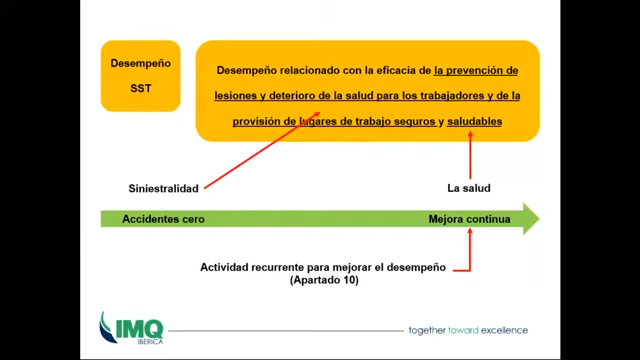 Desempeño
SST
Desempeño relacionado con la eficacia de la prevención de
lesiones y deterioro de la salud para los trabajadores y de la
provisión de lugares de trabajo seguros y saludables
Siniestralidad
La salud
Accidentes cero
Mejora continua
Actividad recurrente para mejorar el desempeño
(Apartado 10)
IMQ
IBERICA
together toward excellence